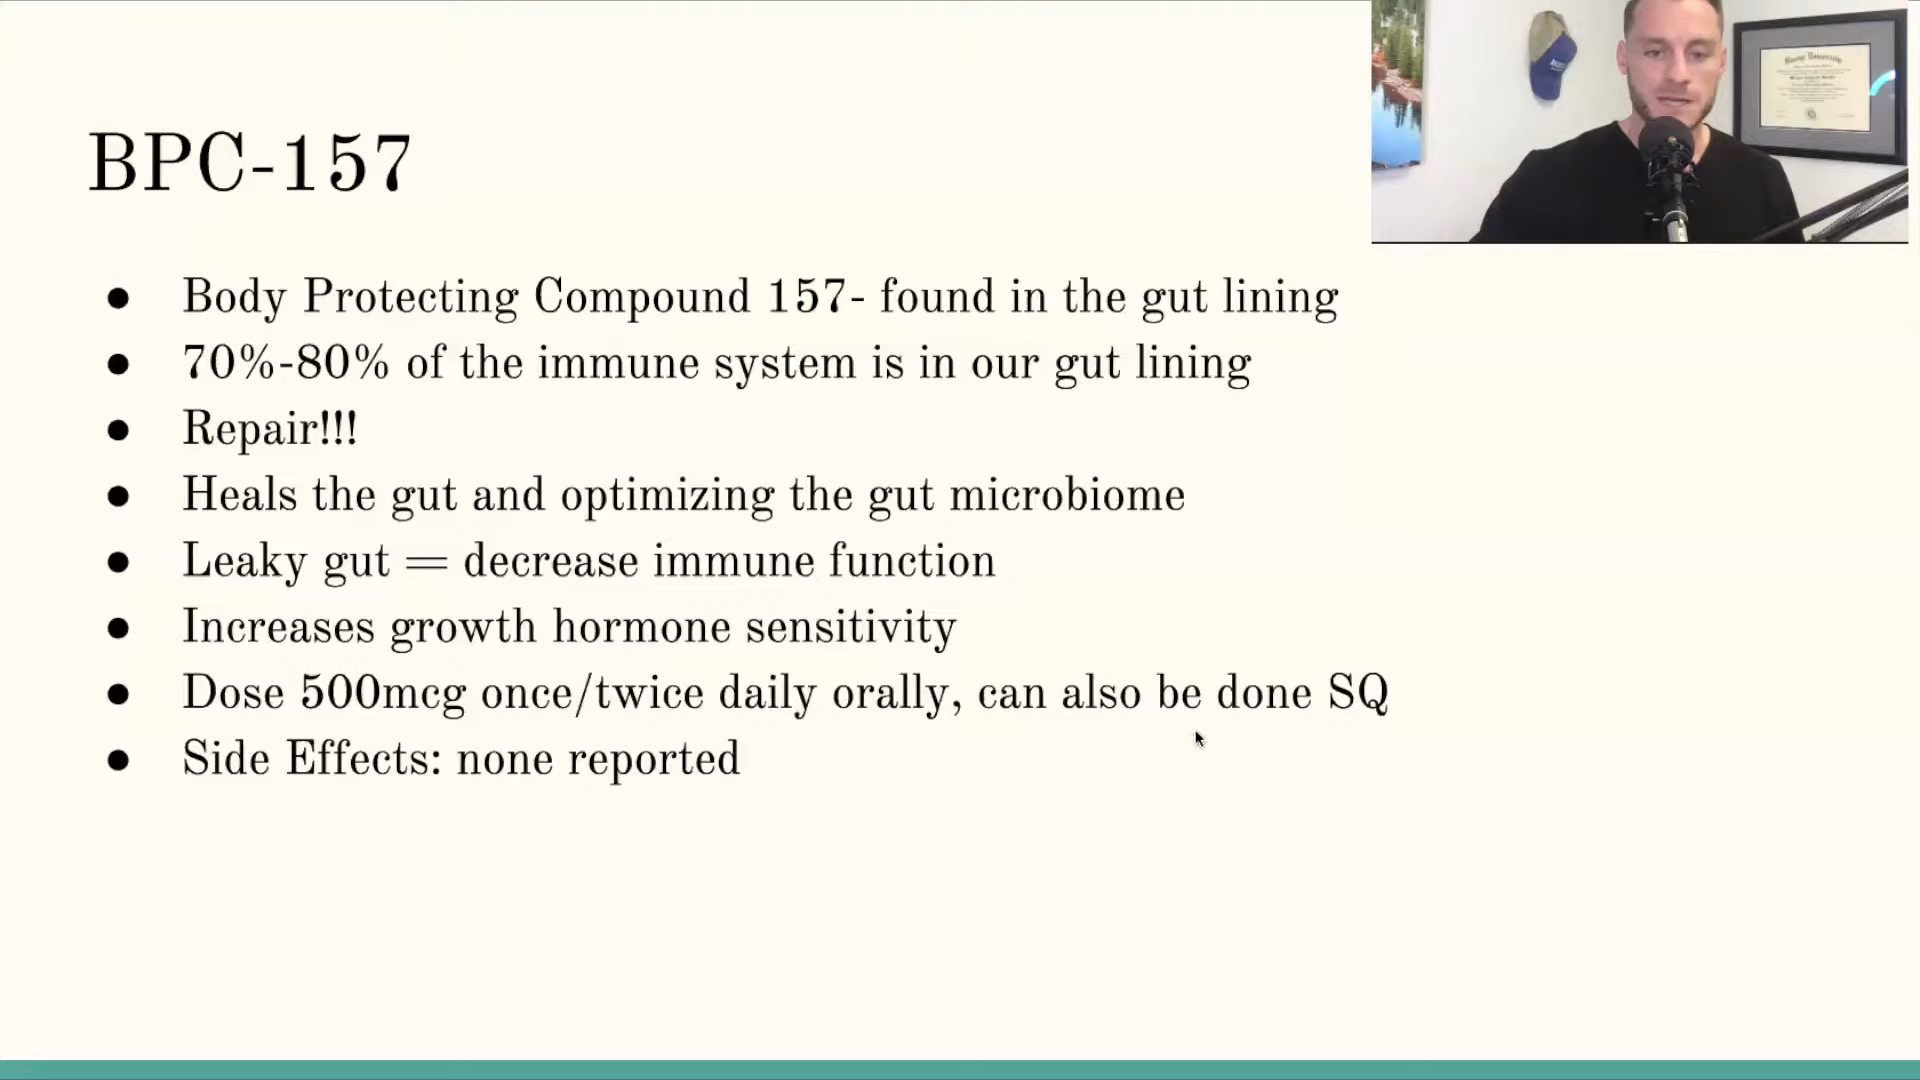 BPC-157
● Body Protecting Compound 157- found in the gut lining
● 70%-80% of the immune system is in our gut lining
● Repair!!!
● Heals the gut and optimizing the gut microbiome
● Leaky gut = decrease immune function
● Increases growth hormone sensitivity
● Dose 500mcg once/twice daily orally, can also be done SQ
● Side Effects: none reported